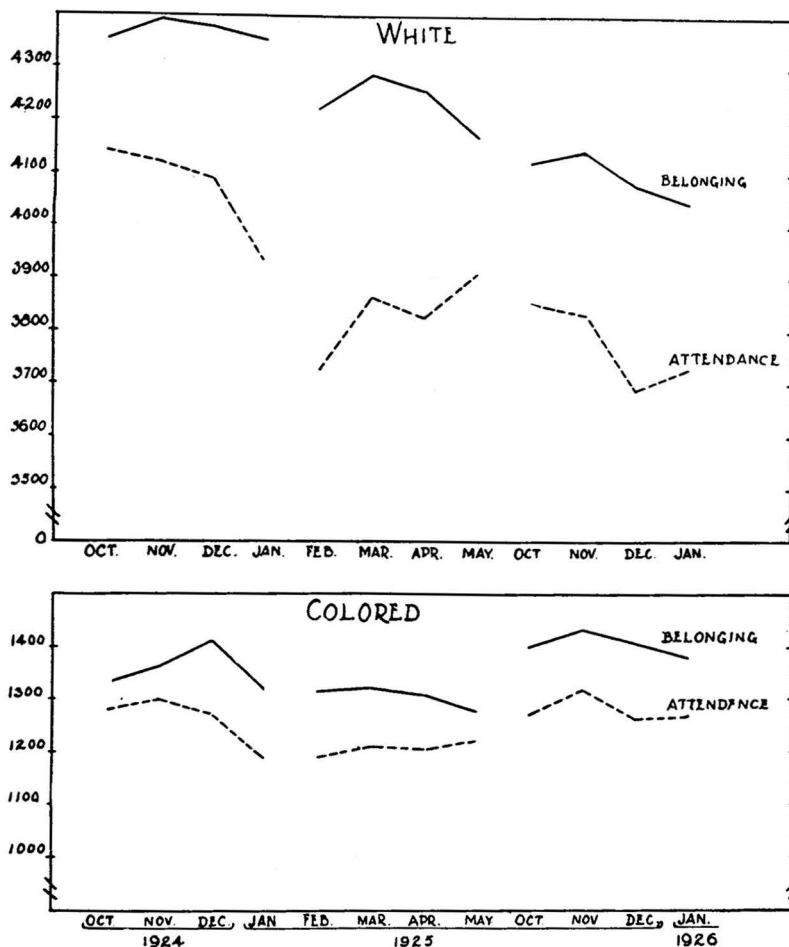 WHITE
4300
4200
4100
4000
3900
3800
3700
3600
3500
0
BELONGING
ATTENDANCE
OCT. NOV. DEC. JAN. FEB. MAR. APR. MAY. OCT NOV. DEC. JAN.
COLORED
1400
1300
1200
1100
1000
BELONGING
ATTENDENCE
OCT. NOV. DEC. JAN FEB. MAR. APR. MAY OCT. NOV DEC. JAN.
1924 1925 1926